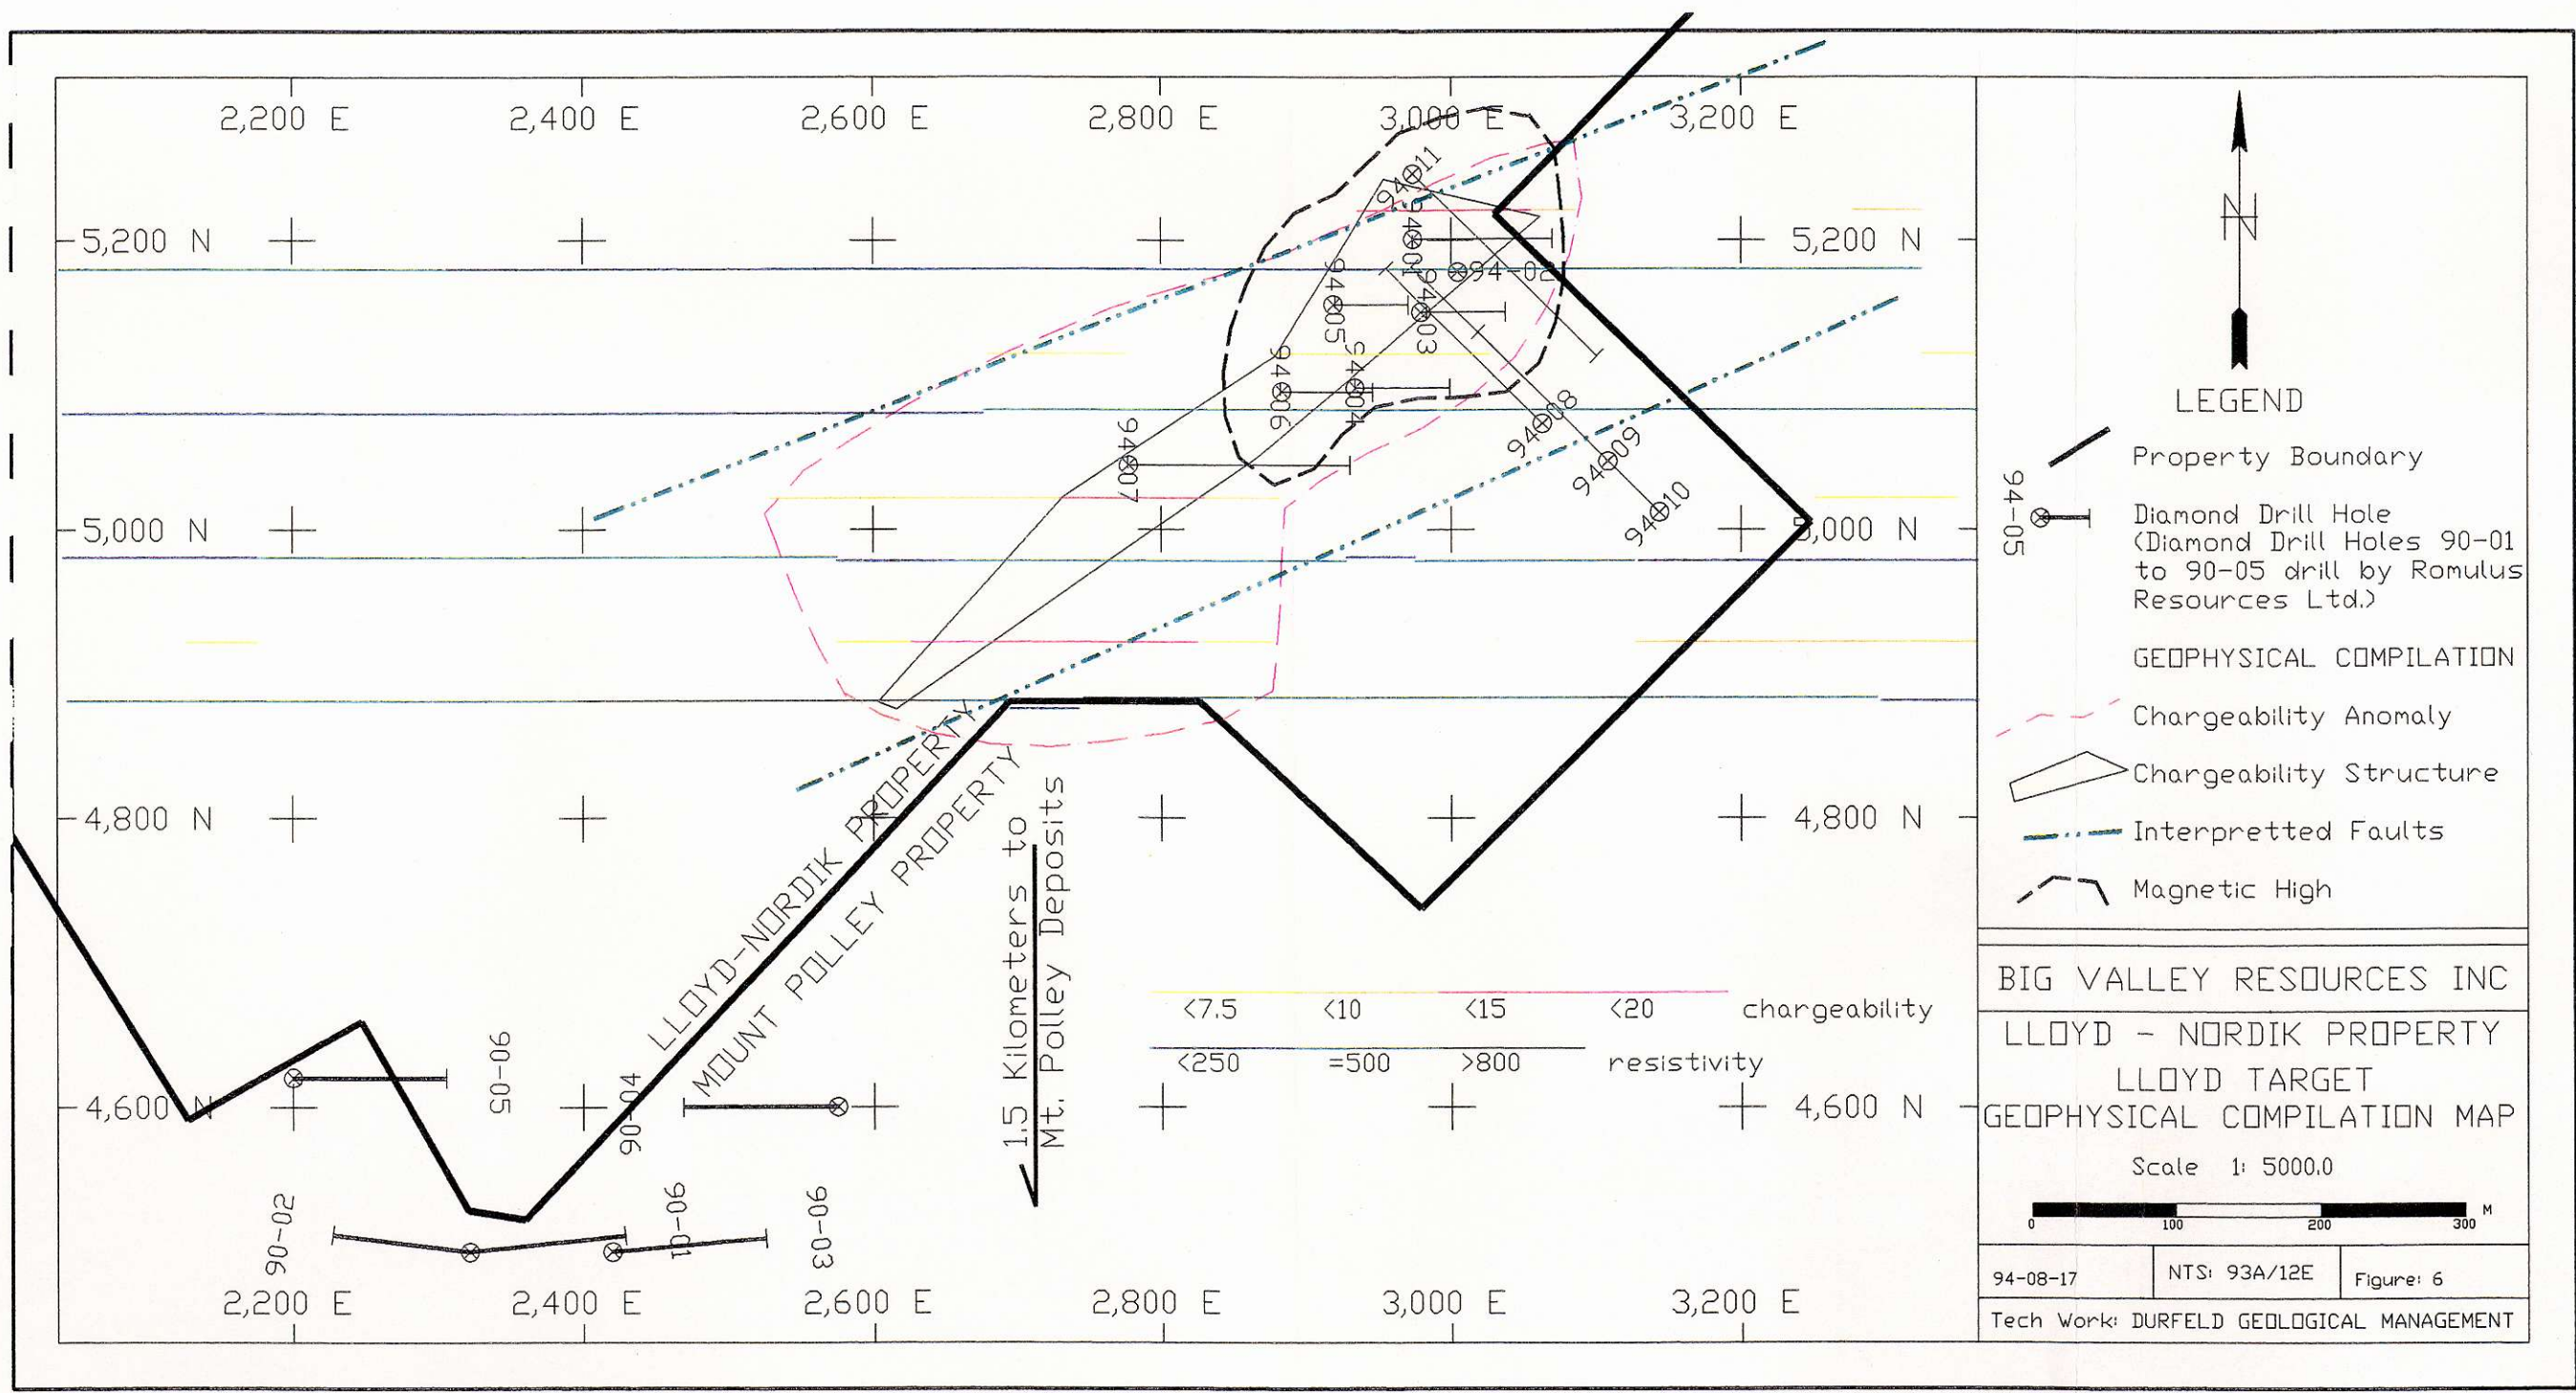 2,200 E
2,400 E
2,600 E
2,800 E
3,000 E
3,200 E
94-11
5,200 N
94-01
5,200 N
94-02
94-05
94-03
94-06
94-04
94-07
94-08
94-09
94-10
5,000 N
5,000 N
4,800 N
4,800 N
LLOYD-NORDIK PROPERTY
MOUNT POLLEY PROPERTY
1.5 Kilometers to
Mt. Polley Deposits
<7.5 <10 <15 <20 chargeability
<250 =500 >800 resistivity
4,600 N
4,600 N
90-05
90-04
90-02
90-01
90-03
2,200 E
2,400 E
2,600 E
2,800 E
3,000 E
3,200 E
N
LEGEND
Property Boundary
94-05
Diamond Drill Hole
(Diamond Drill Holes 90-01
to 90-05 drill by Romulus
Resources Ltd.)
GEOPHYSICAL COMPILATION
Chargeability Anomaly
Chargeability Structure
Interpretted Faults
Magnetic High
BIG VALLEY RESOURCES INC
LLOYD - NORDIK PROPERTY
LLOYD TARGET
GEOPHYSICAL COMPILATION MAP
Scale 1: 5000.0
0 100 200 300 M
94-08-17
NTS: 93A/12E
Figure: 6
Tech Work: DURFELD GEOLOGICAL MANAGEMENT